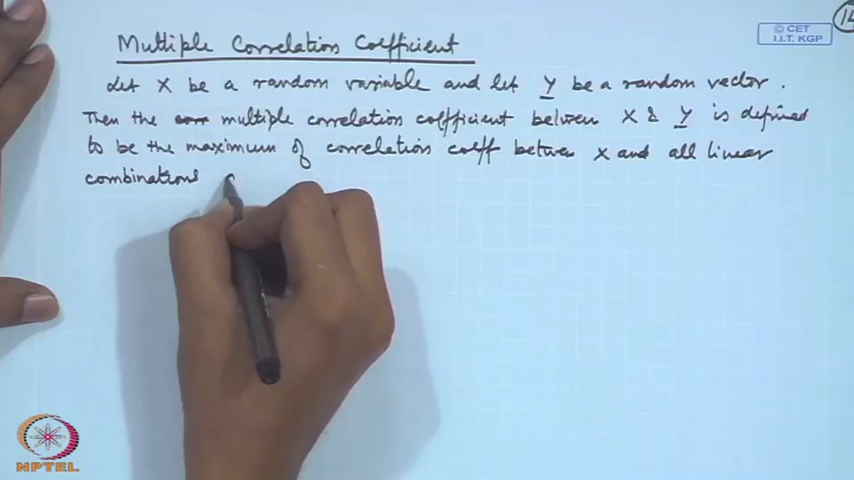 14
© CET
I.I.T. KGP
Multiple Correlation Coefficient
Let X be a random variable and let Y be a random vector.
Then the multiple correlation coefficient between X & Y is defined
to be the maximum of correlation coeff between X and all linear
combinations
NPTEL